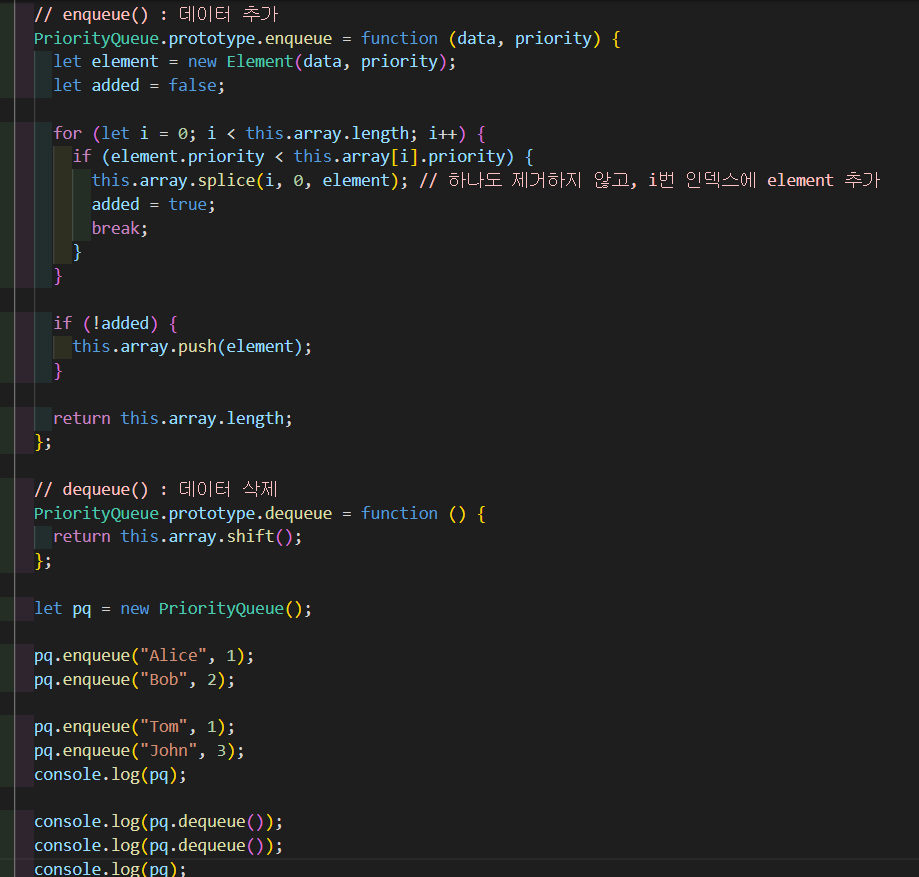 // enqueue() : 데이터 추가
PriorityQueue.prototype.enqueue = function (data, priority) {
  let element = new Element(data, priority);
  let added = false;

  for (let i = 0; i < this.array.length; i++) {
    if (element.priority < this.array[i].priority) {
      this.array.splice(i, 0, element); // 하나도 제거하지 않고, i번 인덱스에 element 추가
      added = true;
      break;
    }
  }

  if (!added) {
    this.array.push(element);
  }

  return this.array.length;
};

// dequeue() : 데이터 삭제
PriorityQueue.prototype.dequeue = function () {
  return this.array.shift();
};

let pq = new PriorityQueue();

pq.enqueue("Alice", 1);
pq.enqueue("Bob", 2);

pq.enqueue("Tom", 1);
pq.enqueue("John", 3);
console.log(pq);

console.log(pq.dequeue());
console.log(pq.dequeue());
console.log(pq);